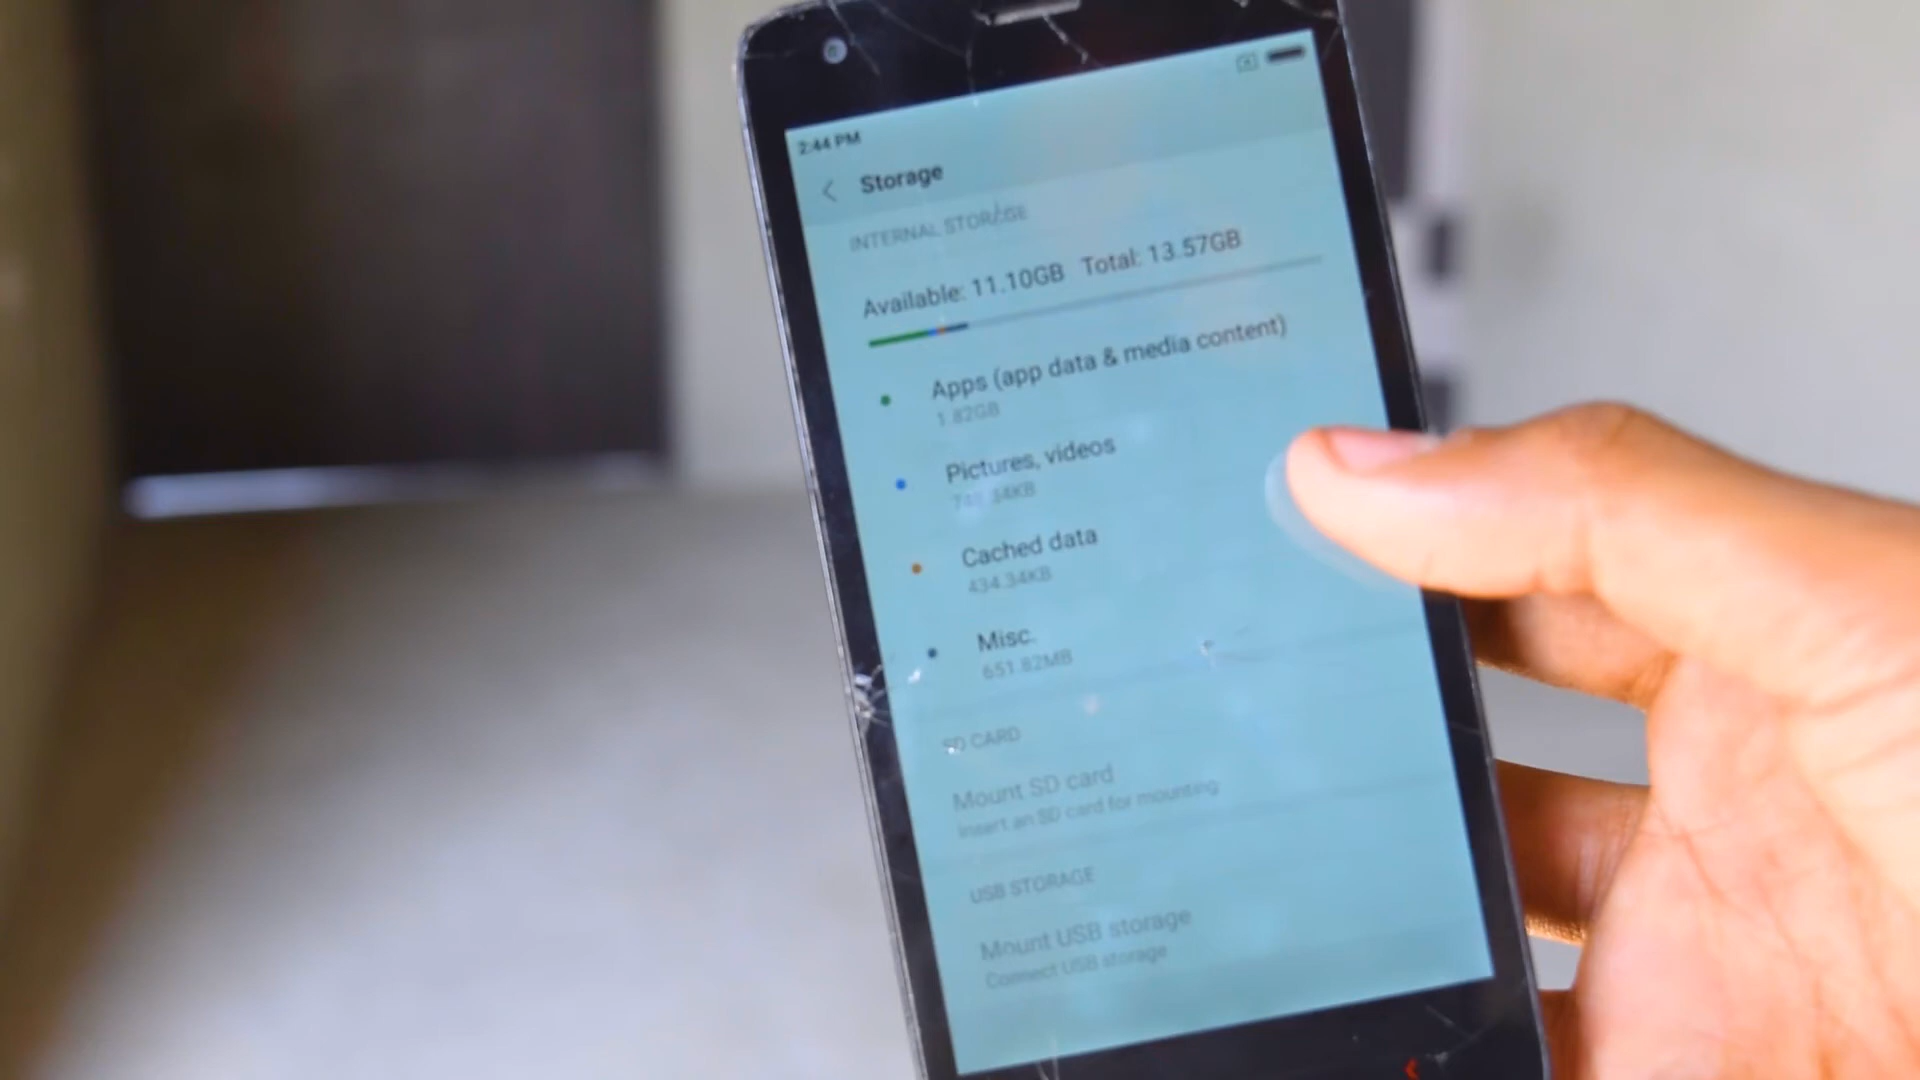 2:44 PM
Storage
INTERNAL STORAGE
Available: 11.10GB Total: 13.57GB
Apps (app data & media content)
1.82GB
Pictures, videos
Cached data
434.34KB
Misc.
651.82MB
SD CARD
Mount SD card
Insert an SD card for mounting
USB STORAGE
Mount USB storage
Connect USB storage